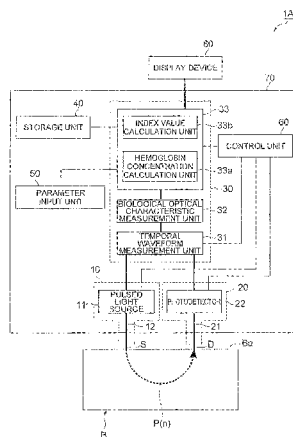 1A
60
DISPLAY DEVICE
70
40
33
60
INDEX VALUE
CALCULATION UNIT
33b
STORAGE UNIT
CONTROL UNIT
50
HEMOGLOBIN
CONCENTRATION
CALCULATION UNIT
33a
30
PARAMETER
INPUT UNIT
BIOLOGICAL OPTICAL
CHARACTERISTIC
MEASUREMENT UNIT
32
TEMPORAL
WAVEFORM
MEASUREMENT UNIT
31
10
20
11
PULSED
LIGHT
SOURCE
22
12
21
S
D
6a
P(n)
B